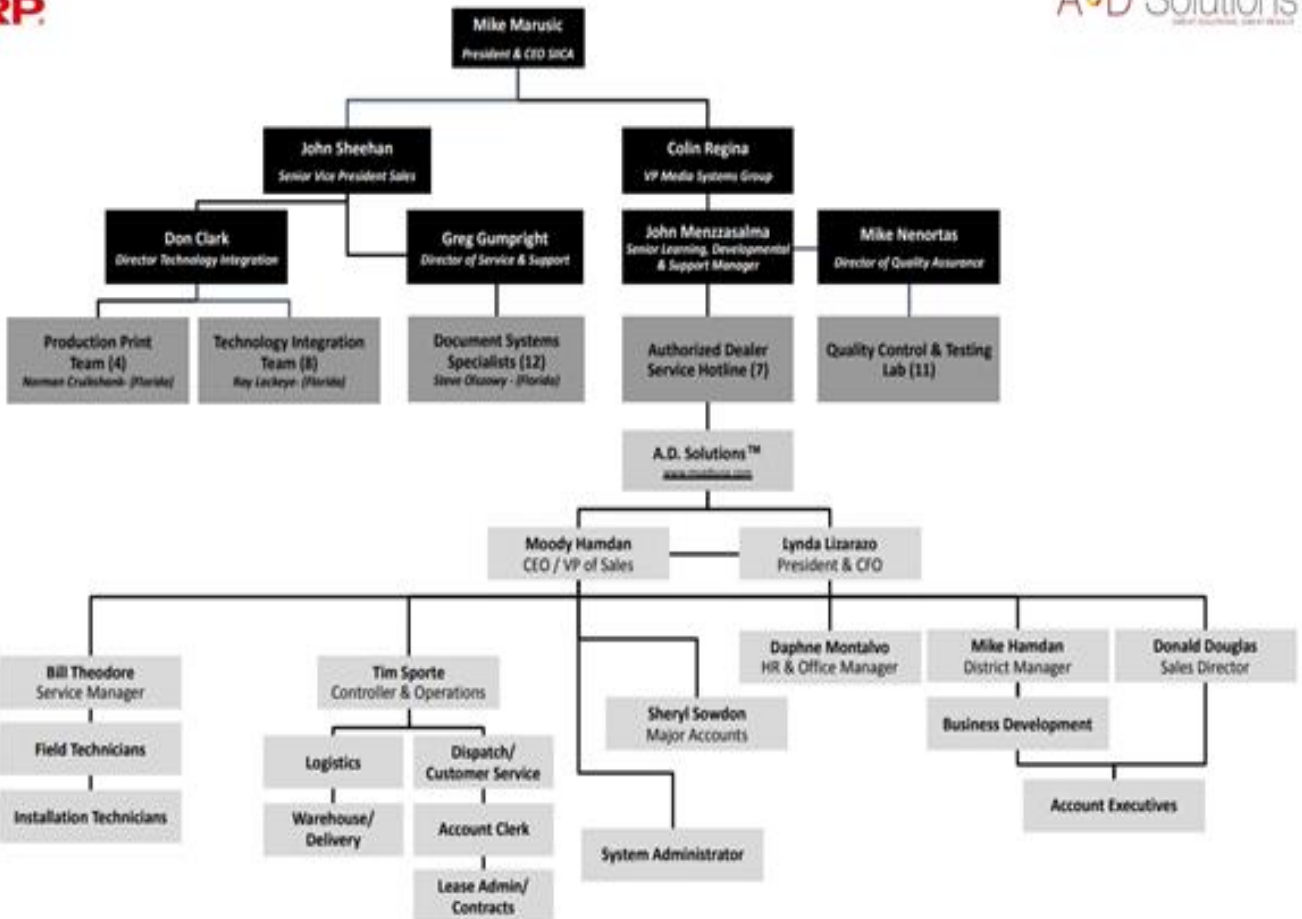 RP.
A D Solutions
Mike Marusic
President & CEO SIICA
John Sheehan
Senior Vice President Sales
Colin Regina
VP Media Systems Group
Don Clark
Director Technology Integration
Greg Gumpright
Director of Service & Support
John Menzzasalma
Senior Learning, Developmental
& Support Manager
Mike Nenortas
Director of Quality Assurance
Production Print
Team (4)
Norman Cruikshank- (Florida)
Technology Integration
Team (8)
Ray Lackeye- (Florida)
Document Systems
Specialists (12)
Steve - (Florida)
Authorized Dealer
Service Hotline (7)
Quality Control & Testing
Lab (11)
A.D. Solutions™
Moody Hamdan
CEO / VP of Sales
Lynda Lizarazo
President & CFO
Bill Theodore
Service Manager
Tim Sporte
Controller & Operations
Sheryl Sowdon
Major Accounts
Daphne Montalvo
HR & Office Manager
Mike Hamdan
District Manager
Donald Douglas
Sales Director
Field Technicians
Installation Technicians
Logistics
Warehouse/
Delivery
Dispatch/
Customer Service
Account Clerk
Lease Admin/
Contracts
System Administrator
Business Development
Account Executives